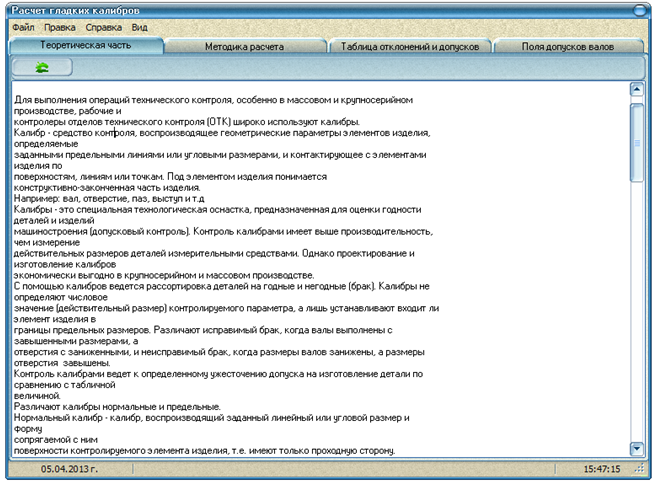 Расчет гладких калибров
Файл Правка Справка Вид
Теоретическая часть Методика расчета Таблица отклонений и допусков Поля допусков валов
Для выполнения операций технического контроля, особенно в массовом и крупносерийном
производстве, рабочие и
контролеры отделов технического контроля (ОТК) широко используют калибры.
Калибр - средство контроля, воспроизводящее геометрические параметры элементов изделия,
определяемые
заданными предельными линиями или угловыми размерами, и контактирующее с элементами
изделия по
поверхностям, линиям или точкам. Под элементом изделия понимается
конструктивно-законченная часть изделия.
Например: вал, отверстие, паз, выступ и т.д
Калибры - это специальная технологическая оснастка, предназначенная для оценки годности
деталей и изделий
машиностроения (допусковый контроль). Контроль калибрами имеет выше производительность,
чем измерение
действительных размеров деталей измерительными средствами. Однако проектирование и
изготовление калибров
экономически выгодно в крупносерийном и массовом производстве.
С помощью калибров ведется рассортировка деталей на годные и негодные (брак). Калибры не
определяют числовое
значение (действительный размер) контролируемого параметра, а лишь устанавливают входит ли
элемент изделия в
границы предельных размеров. Различают исправимый брак, когда валы выполнены с
завышенными размерами, а
отверстия с заниженными, и неисправимый брак, когда размеры валов занижены, а размеры
отверстия завышены.
Контроль калибрами ведет к определенному ужесточению допуска на изготовление детали по
сравнению с табличной
величиной.
Различают калибры нормальные и предельные.
Нормальный калибр - калибр, воспроизводящий заданный линейный или угловой размер и
форму
сопрягаемой с ним
поверхности контролируемого элемента изделия, т.е. имеют только проходную сторону.
05.04.2013 г. 15:47:15